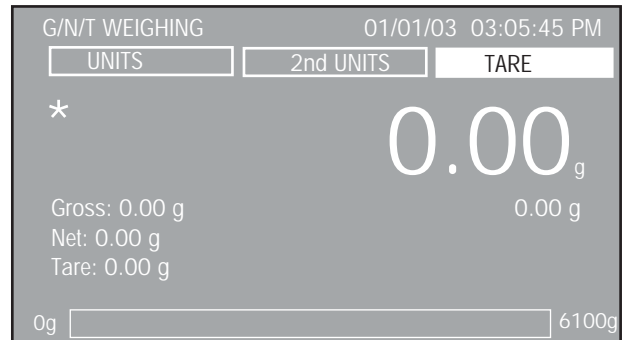 G/N/T WEIGHING 01/01/03 03:05:45 PM
UNITS 2nd UNITS TARE
* 0.00 g
Gross: 0.00 g 0.00 g
Net: 0.00 g
Tare: 0.00 g
0g 6100g